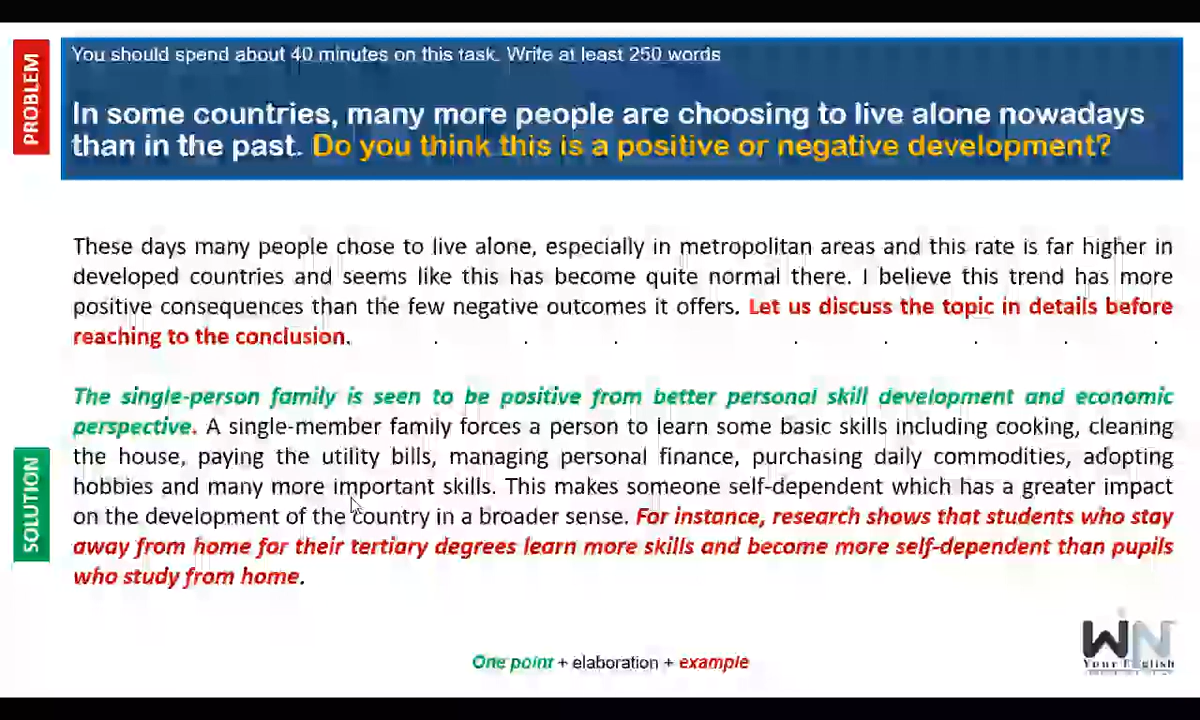 PROBLEM
You should spend about 40 minutes on this task. Write at least 250 words
In some countries, many more people are choosing to live alone nowadays
than in the past. Do you think this is a positive or negative development?
These days many people chose to live alone, especially in metropolitan areas and this rate is far higher in
developed countries and seems like this has become quite normal there. I believe this trend has more
positive consequences than the few negative outcomes it offers. Let us discuss the topic in details before
reaching to the conclusion.
The single-person family is seen to be positive from better personal skill development and economic
perspective. A single-member family forces a person to learn some basic skills including cooking, cleaning
the house, paying the utility bills, managing personal finance, purchasing daily commodities, adopting
hobbies and many more important skills. This makes someone self-dependent which has a greater impact
on the development of the country in a broader sense. For instance, research shows that students who stay
away from home for their tertiary degrees learn more skills and become more self-dependent than pupils
who study from home.
SOLUTION
One point + elaboration + example
WiN
Your English